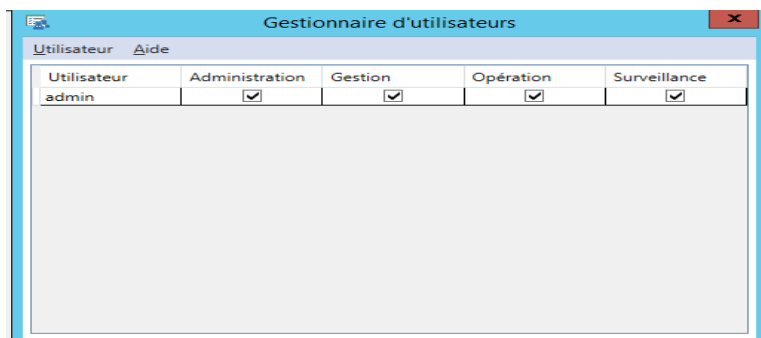 Gestionnaire d'utilisateurs
Utilisateur Aide
Utilisateur Administration Gestion Opération Surveillance
admin